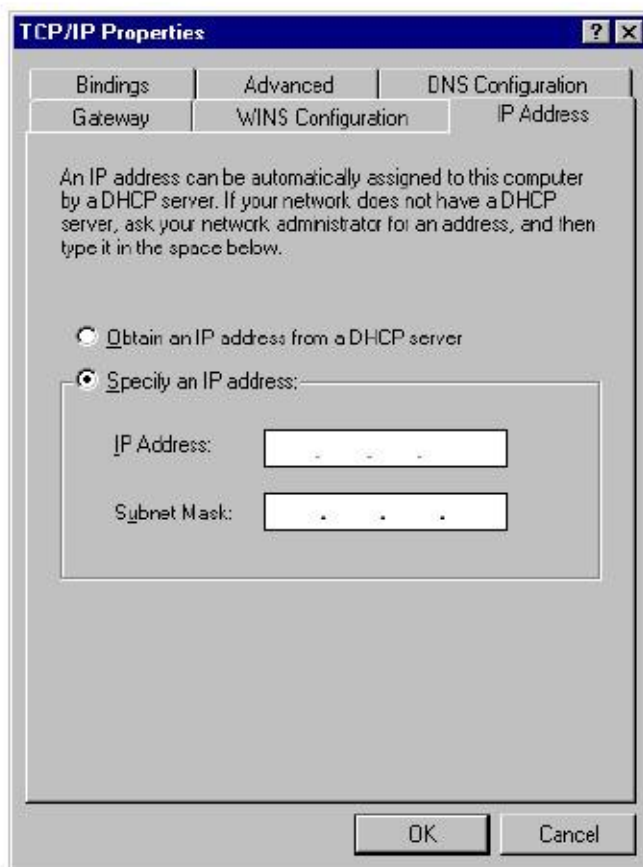 TCP/IP Properties
Bindings Advanced DNS Configuration
Gateway WINS Configuration IP Address
An IP address can be automatically assigned to this computer
by a DHCP server. If your network does not have a DHCP
server, ask your network administrator for an address, and then
type it in the space below.
Obtain an IP address from a DHCP server
Specify an IP address:
IP Address: . . .
Subnet Mask: . . .
OK Cancel